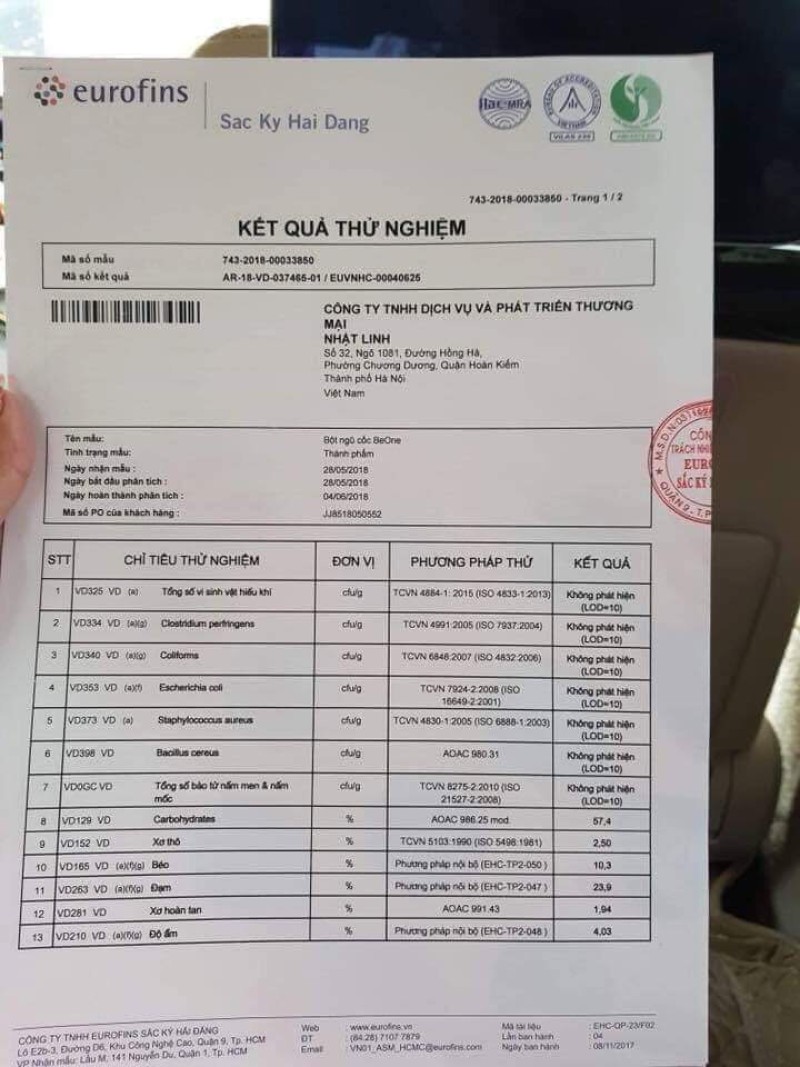 eurofins
Sac Ky Hai Dang
743-2018-00033850 - Trang 1 / 2
KẾT QUẢ THỬ NGHIỆM
Mã số mẫu 743-2018-00033850
Mã số kết quả AR-18-VD-037465-01 / EUVNHC-00040625
CÔNG TY TNHH DỊCH VỤ VÀ PHÁT TRIỂN THƯƠNG
MẠI
NHẬT LINH
Số 32, Ngõ 1081, Đường Hồng Hà,
Phường Chương Dương, Quận Hoàn Kiếm
Thành phố Hà Nội
Việt Nam
Tên mẫu: Bột ngũ cốc BeOne
Tình trạng mẫu: Thành phẩm
Ngày nhận mẫu : 28/05/2018
Ngày bắt đầu phân tích : 28/05/2018
Ngày hoàn thành phân tích : 04/06/2018
Mã số PO của khách hàng : JJ8518050552
STT CHỈ TIÊU THỬ NGHIỆM ĐƠN VỊ PHƯƠNG PHÁP THỬ KẾT QUẢ
1 VD325 VD (a) Tổng số vi sinh vật hiếu khí cfu/g TCVN 4884-1: 2015 (ISO 4833-1:2013) Không phát hiện
(LOD=10)
2 VD334 VD (a)(g) Clostridium perfringens cfu/g TCVN 4991:2005 (ISO 7937:2004) Không phát hiện
(LOD=10)
3 VD340 VD (a)(g) Coliforms cfu/g TCVN 6848:2007 (ISO 4832:2006) Không phát hiện
(LOD=10)
4 VD353 VD (a)(f) Escherichia coli cfu/g TCVN 7924-2:2008 (ISO Không phát hiện
16649-2:2001) (LOD=10)
5 VD373 VD (a) Staphylococcus aureus cfu/g TCVN 4830-1:2005 (ISO 6888-1:2003) Không phát hiện
(LOD=10)
6 VD398 VD Bacillus cereus cfu/g AOAC 980.31 Không phát hiện
(LOD=10)
7 VD0GC VD Tổng số bào tử nấm men & nấm cfu/g TCVN 8275-2:2010 (ISO Không phát hiện
mốc 21527-2:2008) (LOD=10)
8 VD129 VD Carbohydrates % AOAC 986.25 mod. 57,4
9 VD152 VD Xơ thô % TCVN 5103:1990 (ISO 5498:1981) 2,50
10 VD165 VD (a)(f)(g) Béo % Phương pháp nội bộ (EHC-TP2-050 ) 10,3
11 VD263 VD (a)(f)(g) Đạm % Phương pháp nội bộ (EHC-TP2-047 ) 23,9
12 VD281 VD Xơ hoàn tan % AOAC 991.43 1,94
13 VD210 VD (a)(f)(g) Độ ẩm % Phương pháp nội bộ (EHC-TP2-048 ) 4,03
CÔNG TY TNHH EUROFINS SẮC KÝ HẢI ĐĂNG
Lô E2b-3, Đường D6, Khu Công Nghệ Cao, Quận 9, Tp. HCM
VP Nhận mẫu: Lầu M, 141 Nguyễn Du, Quận 1, Tp. HCM
Web : www.eurofins.vn
ĐT : (84.28) 7107 7879
Email : VN01_ASM_HCMC@eurofins.com
Mã tài liệu : EHC-QP-23/F02
Lần ban hành : 04
Ngày ban hành : 08/11/2017